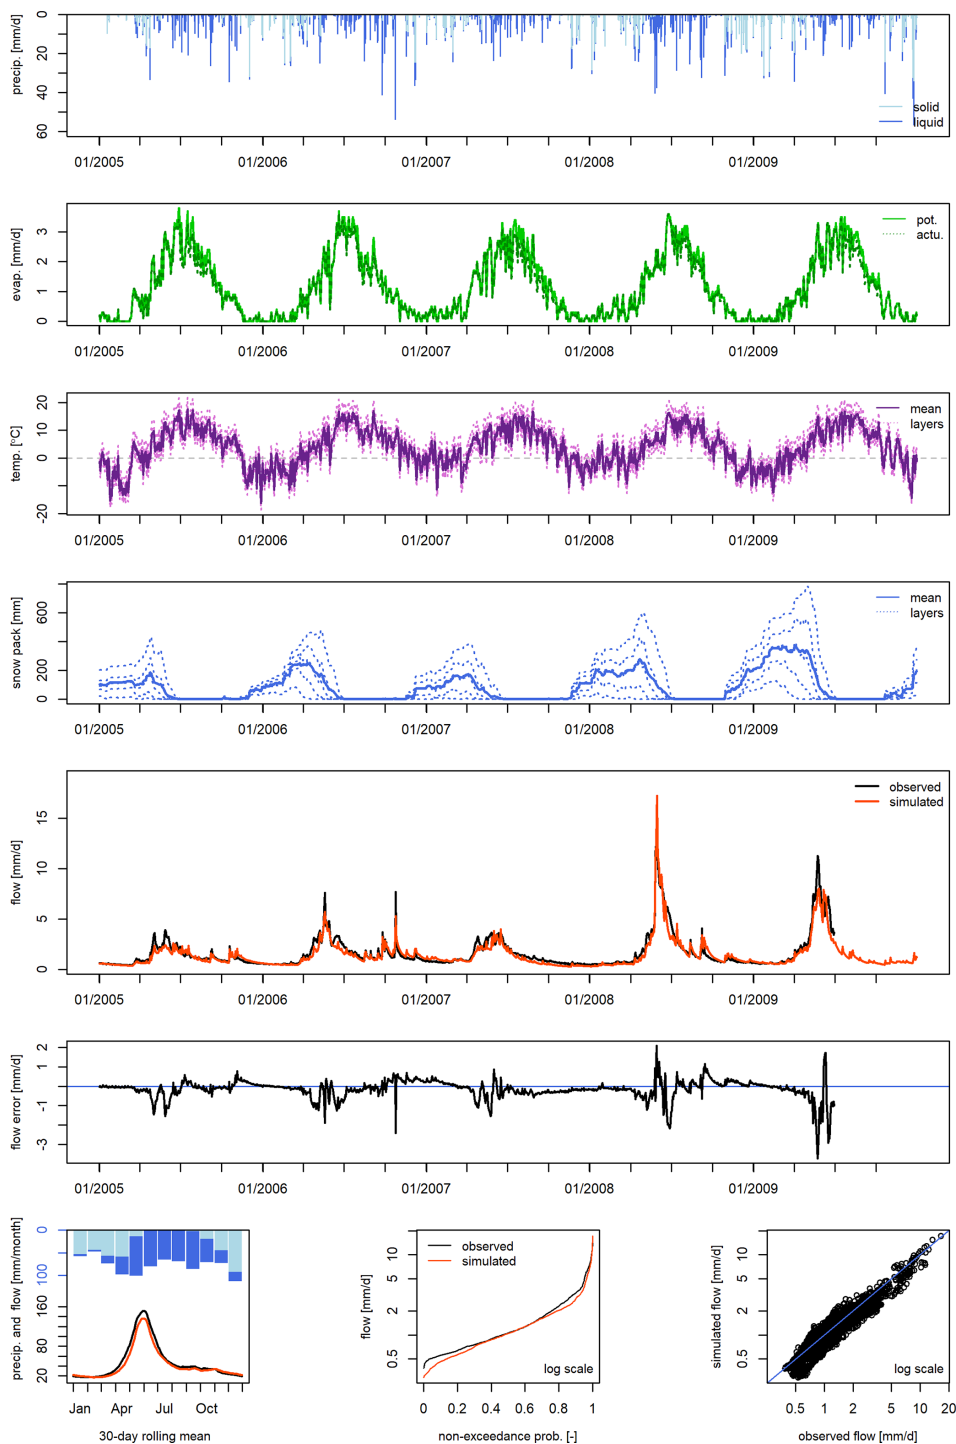 precip. [mm/d]
0
20
40
60
solid
liquid
01/2005 01/2006 01/2007 01/2008 01/2009
evap. [mm/d]
3
2
1
0
pot.
actu.
01/2005 01/2006 01/2007 01/2008 01/2009
temp. [°C]
20
10
0
-20
mean
layers
01/2005 01/2006 01/2007 01/2008 01/2009
snow pack [mm]
600
200
0
mean
layers
01/2005 01/2006 01/2007 01/2008 01/2009
flow [mm/d]
15
10
5
0
observed
simulated
01/2005 01/2006 01/2007 01/2008 01/2009
flow error [mm/d]
2
1
-1
-3
01/2005 01/2006 01/2007 01/2008 01/2009
precip. and flow [mm/month]
0
100
160
80
20
Jan Apr Jul Oct
30-day rolling mean
flow [mm/d]
10
5
2
0.5
observed
simulated
log scale
0 0.2 0.4 0.6 0.8 1
non-exceedance prob. [-]
simulated flow [mm/d]
10
5
2
0.5
log scale
0.5 1 2 5 10 20
observed flow [mm/d]